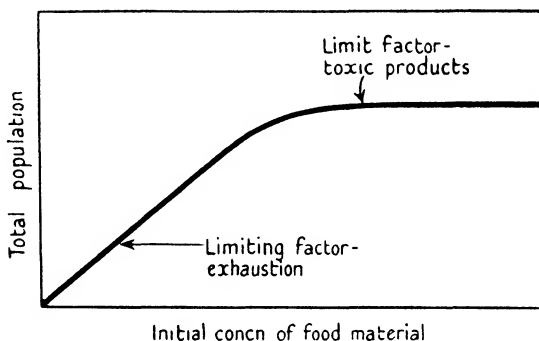 Limit factor-
toxic products
Total population
Limiting factor-
exhaustion
Initial concn of food material